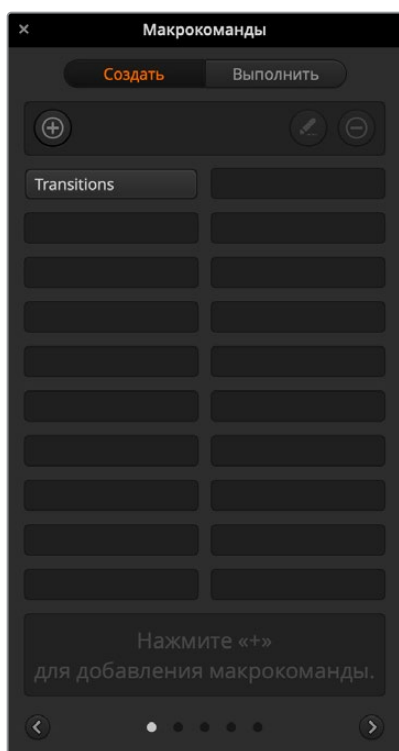 Макрокоманды
Создать Выполнить
Transitions
Нажмите «+»
для добавления макрокоманды.